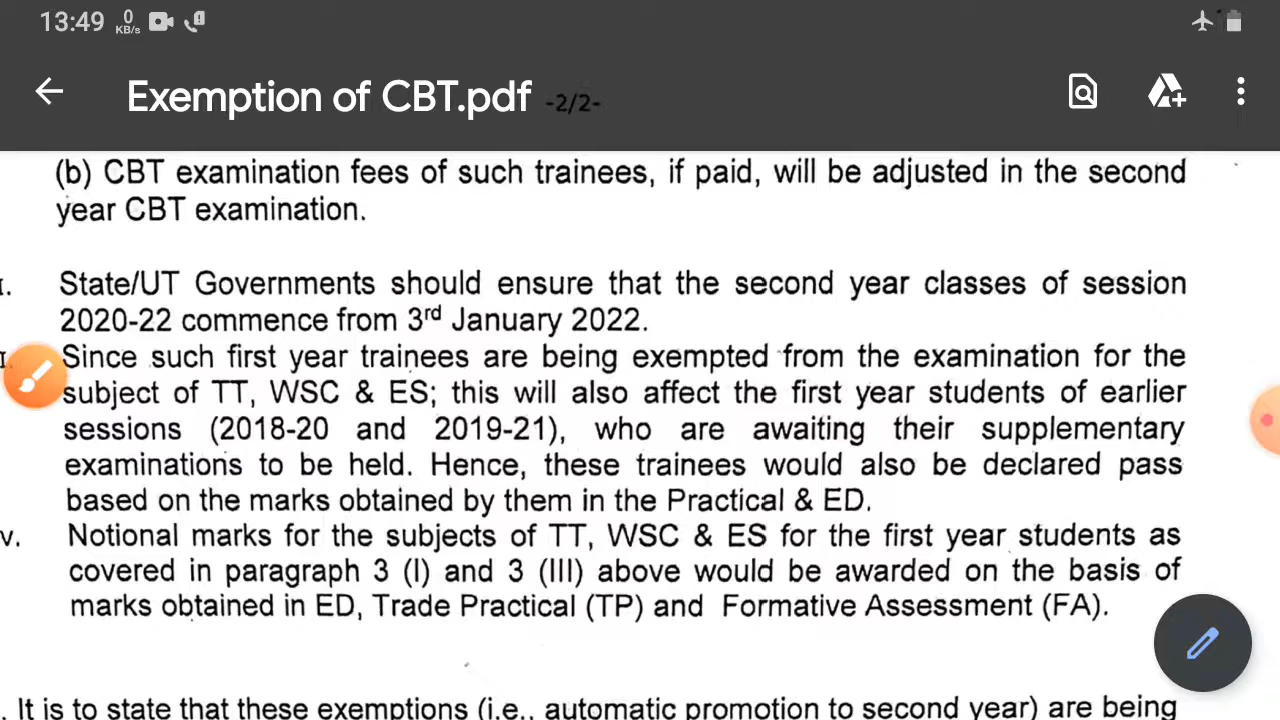 13:49 0 KB/s
Exemption of CBT.pdf -2/2-
(b) CBT examination fees of such trainees, if paid, will be adjusted in the second
year CBT examination.
I. State/UT Governments should ensure that the second year classes of session
2020-22 commence from 3rd January 2022.
Since such first year trainees are being exempted from the examination for the
subject of TT, WSC & ES; this will also affect the first year students of earlier
sessions (2018-20 and 2019-21), who are awaiting their supplementary
examinations to be held. Hence, these trainees would also be declared pass
based on the marks obtained by them in the Practical & ED.
v. Notional marks for the subjects of TT, WSC & ES for the first year students as
covered in paragraph 3 (I) and 3 (III) above would be awarded on the basis of
marks obtained in ED, Trade Practical (TP) and Formative Assessment (FA).
. It is to state that these exemptions (i.e., automatic promotion to second year) are being